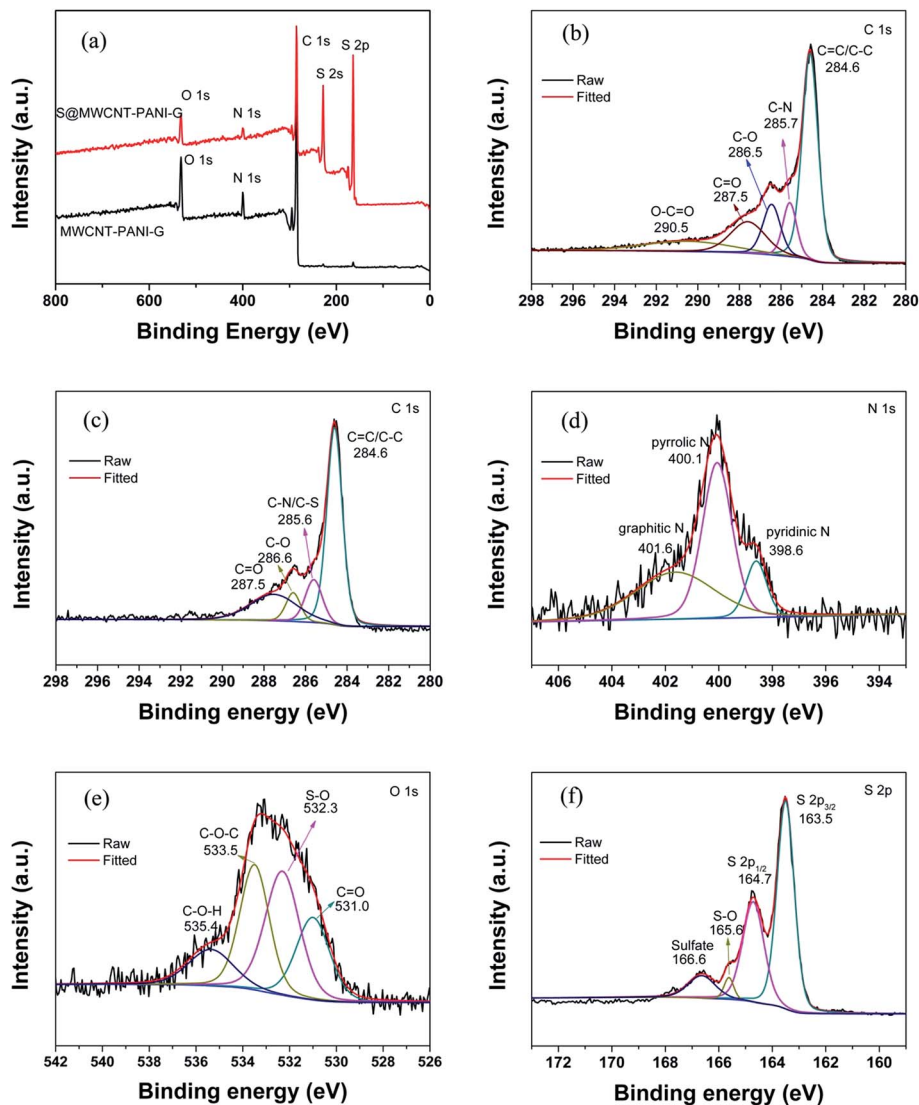 (a)
C 1s
S 2p
S 2s
O 1s
S@MWCNT-PANI-G
N 1s
O 1s
N 1s
MWCNT-PANI-G
Intensity (a.u.)
800 600 400 200 0
Binding Energy (eV)
(b)
C 1s
C=C/C-C
284.6
Raw
Fitted
C-N
285.7
C-O
286.5
C=O
287.5
O-C=O
290.5
Intensity (a.u.)
298 296 294 292 290 288 286 284 282 280
Binding energy (eV)
(c)
C 1s
C=C/C-C
284.6
Raw
Fitted
C-N/C-S
285.6
C-O
286.6
C=O
287.5
Intensity (a.u.)
298 296 294 292 290 288 286 284 282 280
Binding energy (eV)
(d)
N 1s
Raw
Fitted
pyrrolic N
400.1
graphitic N
401.6
pyridinic N
398.6
Intensity (a.u.)
406 404 402 400 398 396 394
Binding energy (eV)
(e)
O 1s
Raw
Fitted
S-O
532.3
C-O-C
533.5
C=O
531.0
C-O-H
535.4
Intensity (a.u.)
542 540 538 536 534 532 530 528 526
Binding energy (eV)
(f)
S 2p
S 2p3/2
163.5
Raw
Fitted
S 2p1/2
164.7
S-O
165.6
Sulfate
166.6
Intensity (a.u.)
172 170 168 166 164 162 160
Binding energy (eV)